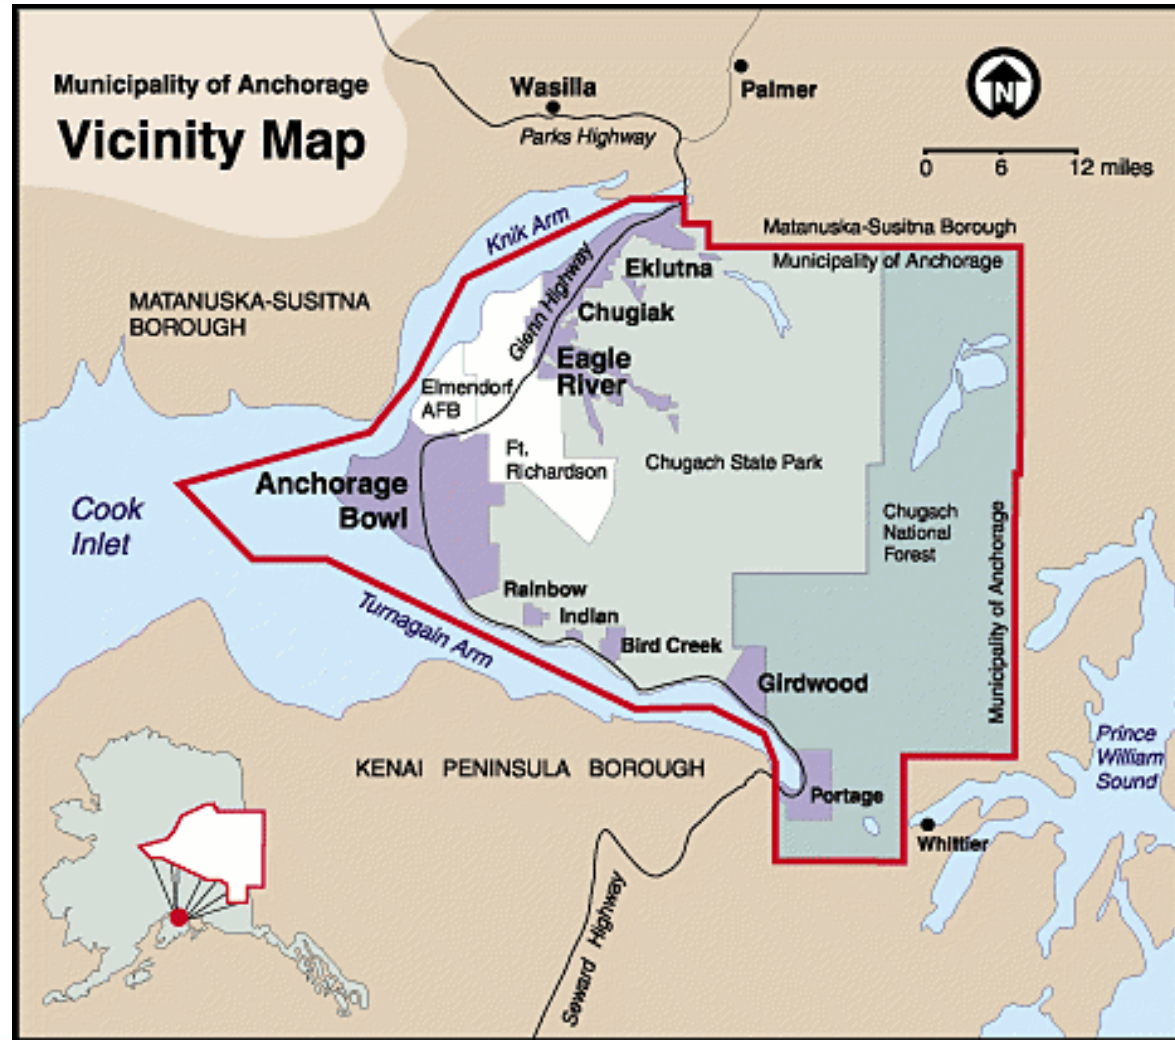 Municipality of Anchorage
Vicinity Map
Wasilla
Palmer
Parks Highway
N
0 6 12 miles
Knik Arm
Matanuska-Susitna Borough
Municipality of Anchorage
MATANUSKA-SUSITNA
BOROUGH
Glenn Highway
Eklutna
Chugiak
Eagle
River
Elmendorf
AFB
Ft.
Richardson
Chugach State Park
Anchorage
Bowl
Cook
Inlet
Chugach
National
Forest
Municipality of Anchorage
Rainbow
Indian
Bird Creek
Turnagain Arm
Girdwood
Prince
William
Sound
KENAI PENINSULA BOROUGH
Portage
Whittier
Seward Highway